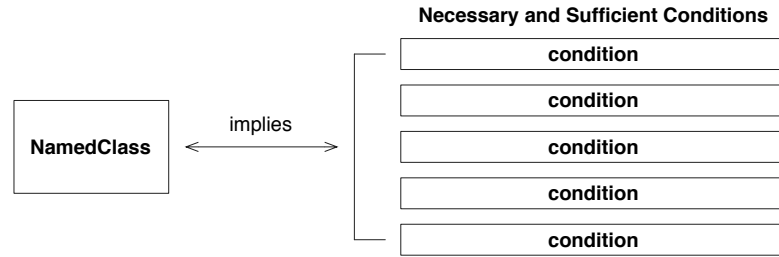 Necessary and Sufficient Conditions
condition
condition
implies
NamedClass
condition
condition
condition